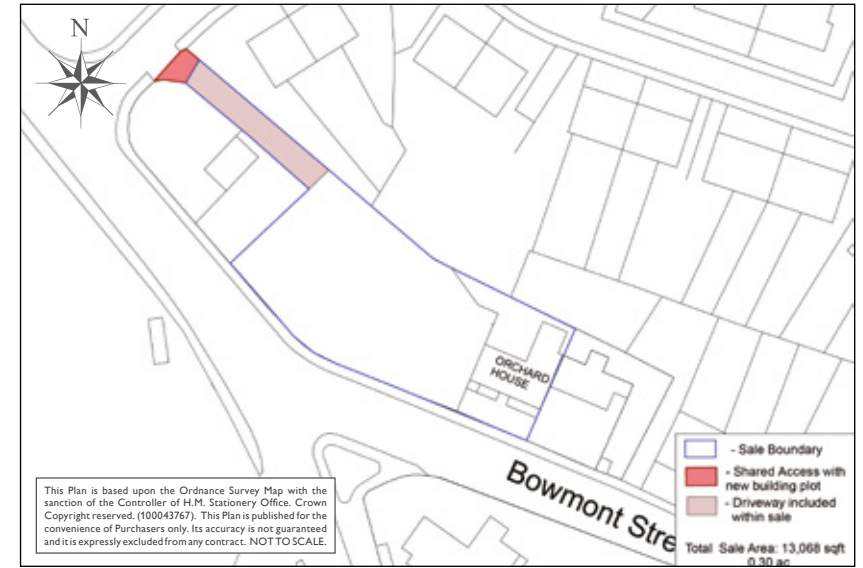 N
ORCHARD
HOUSE
Bowmont Stre
- Sale Boundary
- Shared Access with
new building plot
- Driveway included
within sale
Total Sale Area: 13,068 sqft
0.30 ac
This Plan is based upon the Ordnance Survey Map with the
sanction of the Controller of H.M. Stationery Office. Crown
Copyright reserved. (100043767). This Plan is published for the
convenience of Purchasers only. Its accuracy is not guaranteed
and it is expressly excluded from any contract. NOT TO SCALE.